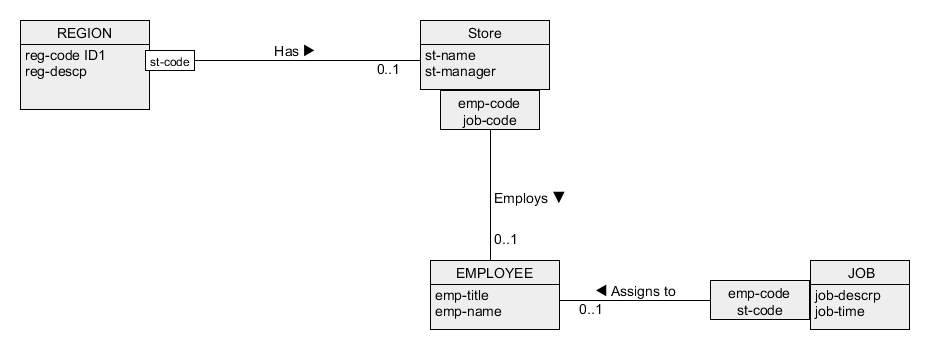 REGION
reg-code ID1
reg-descp
st-code
Has ▶
0..1
Store
st-name
st-manager
emp-code
job-code
Employs ▼
0..1
EMPLOYEE
emp-title
emp-name
◀ Assigns to
0..1
emp-code
st-code
JOB
job-descrp
job-time